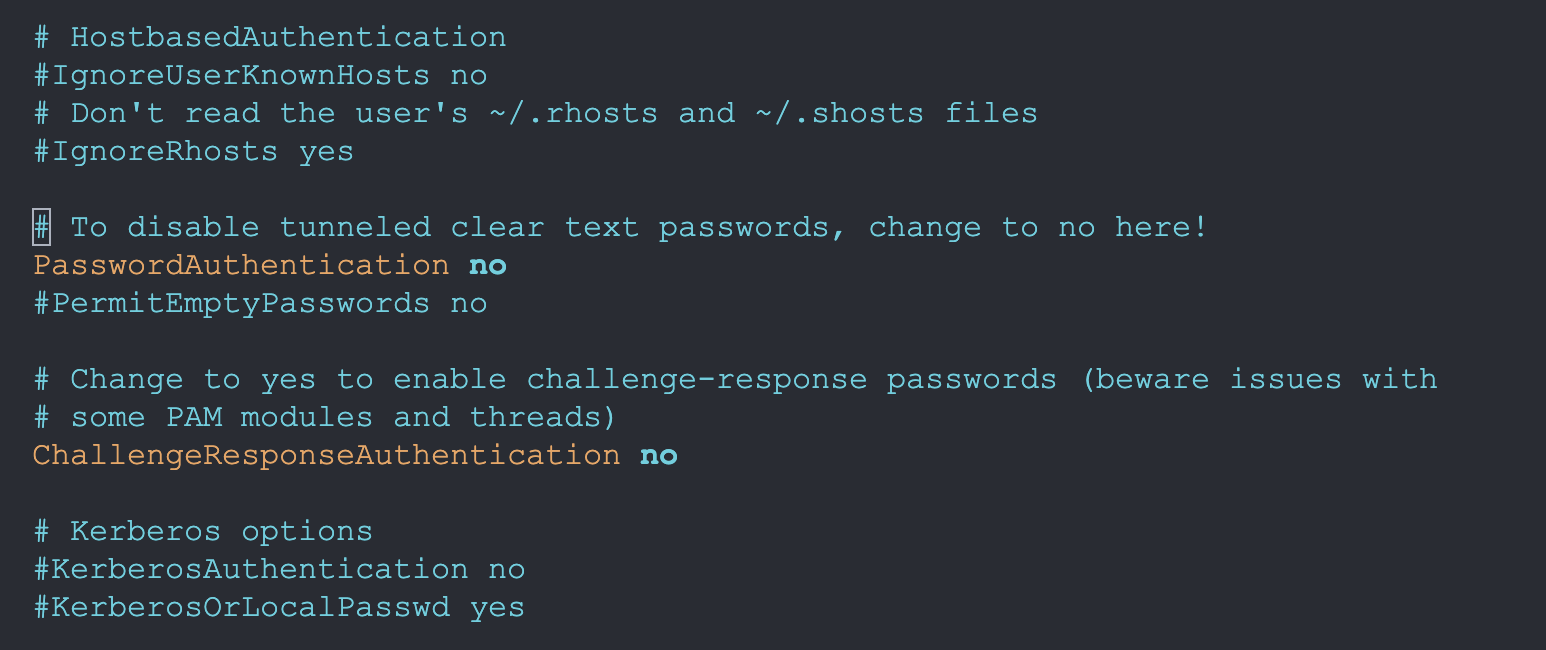 # HostbasedAuthentication
#IgnoreUserKnownHosts no
# Don't read the user's ~/.rhosts and ~/.shosts files
#IgnoreRhosts yes
# To disable tunneled clear text passwords, change to no here!
PasswordAuthentication no
#PermitEmptyPasswords no
# Change to yes to enable challenge-response passwords (beware issues with
# some PAM modules and threads)
ChallengeResponseAuthentication no
# Kerberos options
#KerberosAuthentication no
#KerberosOrLocalPasswd yes